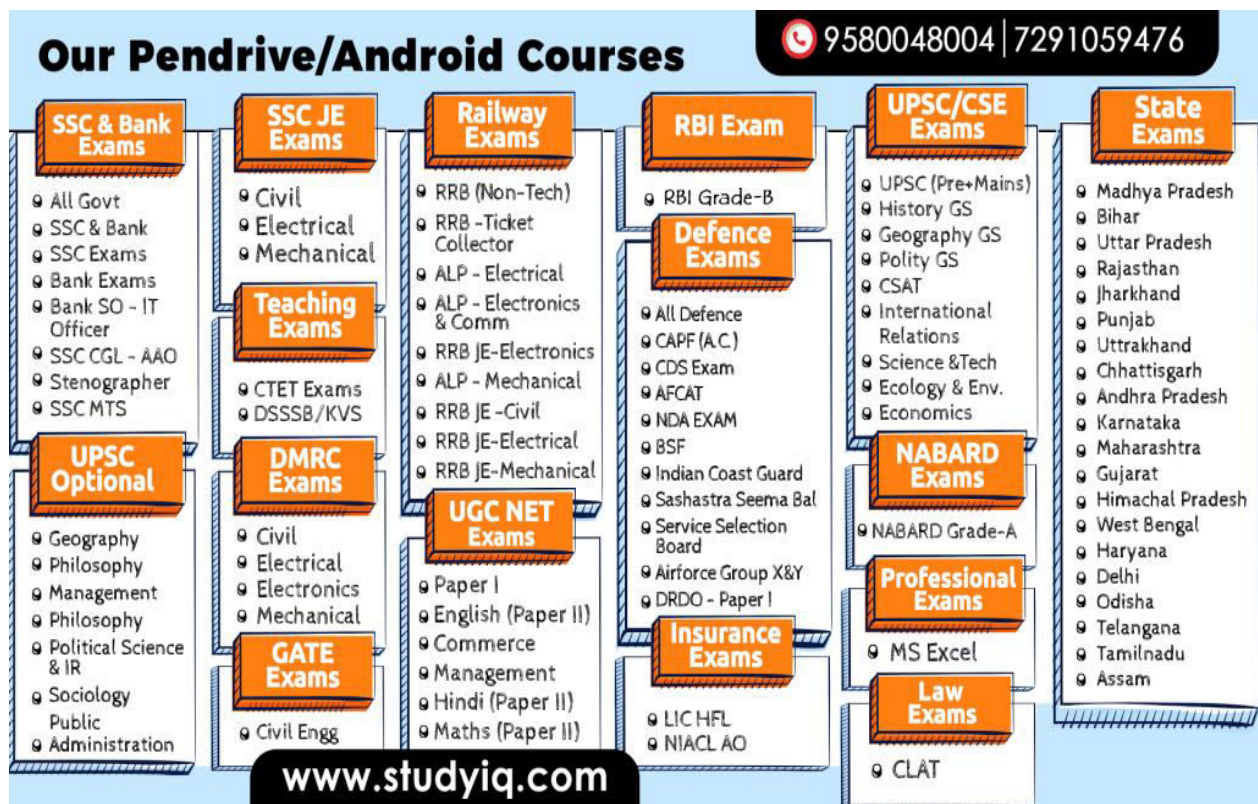 Our Pendrive/Android Courses
9580048004 | 7291059476
SSC & Bank
Exams
All Govt
SSC & Bank
SSC Exams
Bank Exams
Bank SO - IT
Officer
SSC CGL - AAO
Stenographer
SSC MTS
UPSC
Optional
Geography
Philosophy
Management
Philosophy
Political Science
& IR
Sociology
Public
Administration
SSC JE
Exams
Civil
Electrical
Mechanical
Teaching
Exams
CTET Exams
DSSSB/KVS
DMRC
Exams
Civil
Electrical
Electronics
Mechanical
GATE
Exams
Civil Engg
Railway
Exams
RRB (Non-Tech)
RRB -Ticket
Collector
ALP - Electrical
ALP - Electronics
& Comm
RRB JE-Electronics
ALP - Mechanical
RRB JE -Civil
RRB JE-Electrical
RRB JE-Mechanical
UGC NET
Exams
Paper I
English (Paper II)
Commerce
Management
Hindi (Paper II)
Maths (Paper II)
RBI Exam
RBI Grade-B
Defence
Exams
All Defence
CAPF (A.C.)
CDS Exam
AFCAT
NDA EXAM
BSF
Indian Coast Guard
Sashastra Seema Bal
Service Selection
Board
Airforce Group X&Y
DRDO - Paper I
Insurance
Exams
LIC HFL
NIACL AO
UPSC/CSE
Exams
UPSC (Pre+Mains)
History GS
Geography GS
Polity GS
CSAT
International
Relations
Science &Tech
Ecology & Env.
Economics
NABARD
Exams
NABARD Grade-A
Professional
Exams
MS Excel
Law
Exams
CLAT
State
Exams
Madhya Pradesh
Bihar
Uttar Pradesh
Rajasthan
Jharkhand
Punjab
Uttrakhand
Chhattisgarh
Andhra Pradesh
Karnataka
Maharashtra
Gujarat
Himachal Pradesh
West Bengal
Haryana
Delhi
Odisha
Telangana
Tamilnadu
Assam
www.studyiq.com